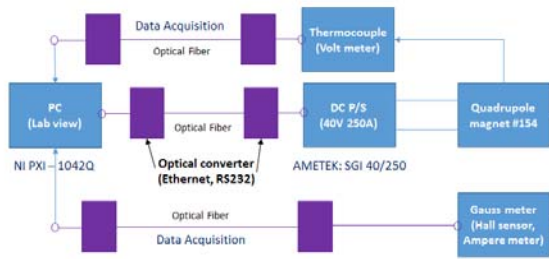 Data Acquisition
Optical Fiber
Thermocouple
(Volt meter)
PC
(Lab view)
Optical Fiber
DC P/S
(40V 250A)
Quadrupole
magnet #154
NI PXI – 1042Q
Optical converter
(Ethernet, RS232)
AMETEK: SGI 40/250
Optical Fiber
Data Acquisition
Gauss meter
(Hall sensor,
Ampere meter)